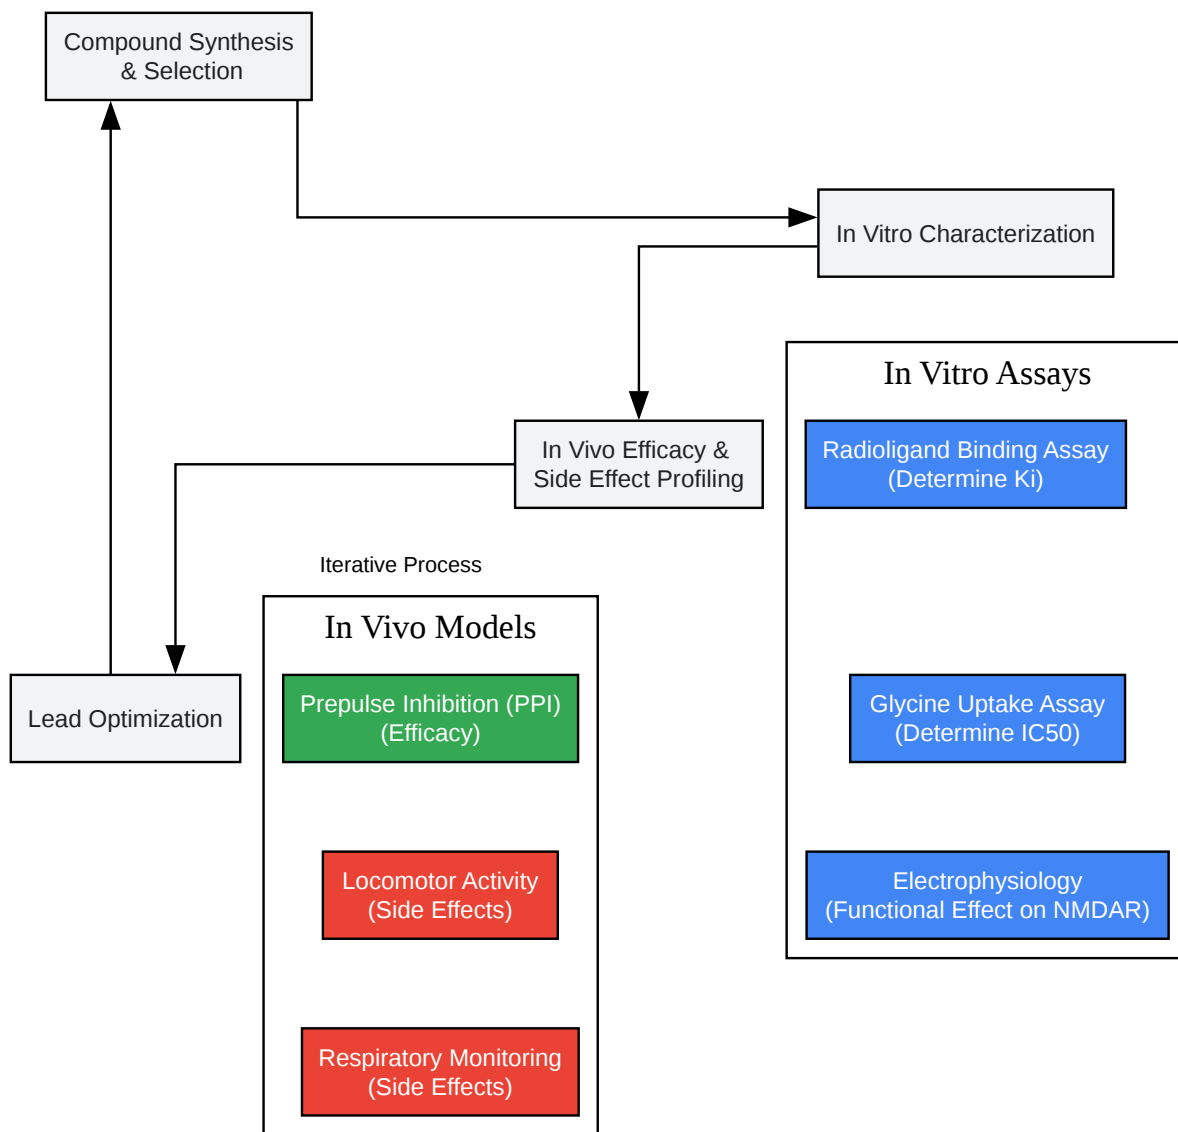 Compound Synthesis
& Selection
In Vitro Characterization
In Vitro Assays
In Vivo Efficacy &
Side Effect Profiling
Radioligand Binding Assay
(Determine Ki)
Iterative Process
In Vivo Models
Lead Optimization
Prepulse Inhibition (PPI)
(Efficacy)
Glycine Uptake Assay
(Determine IC50)
Locomotor Activity
(Side Effects)
Electrophysiology
(Functional Effect on NMDAR)
Respiratory Monitoring
(Side Effects)